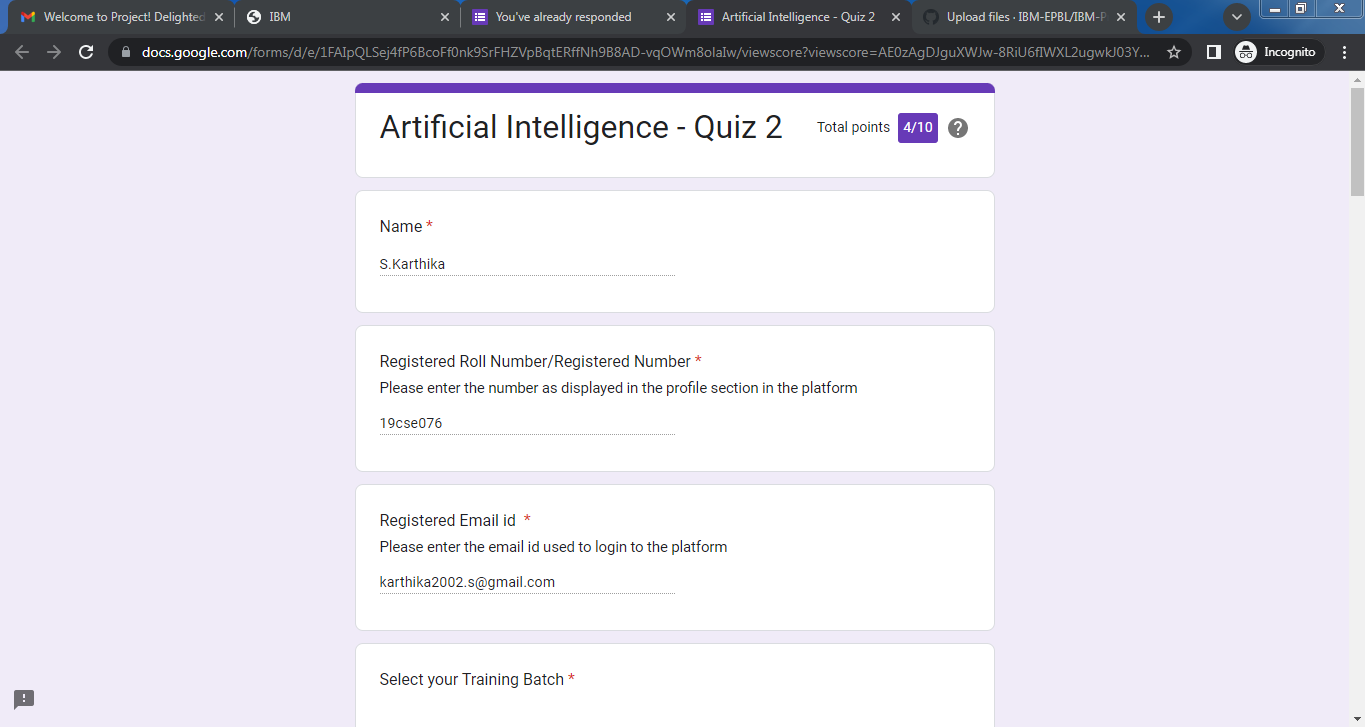 Welcome to Project! Delighted
IBM
You've already responded
Artificial Intelligence - Quiz 2
Upload files · IBM-EPBL/IBM-P
docs.google.com/forms/d/e/1FAIpQLSej4fP6BcoFf0nk9SrFHZVpBqtERffNh9B8AD-vqOWm8oIaIw/viewscore?viewscore=AE0zAgDJguXWJw-8RiU6fIWXL2ugwkJ03Y...
Incognito
Artificial Intelligence - Quiz 2
Total points 4/10
Name *
S.Karthika
Registered Roll Number/Registered Number *
Please enter the number as displayed in the profile section in the platform
19cse076
Registered Email id *
Please enter the email id used to login to the platform
karthika2002.s@gmail.com
Select your Training Batch *